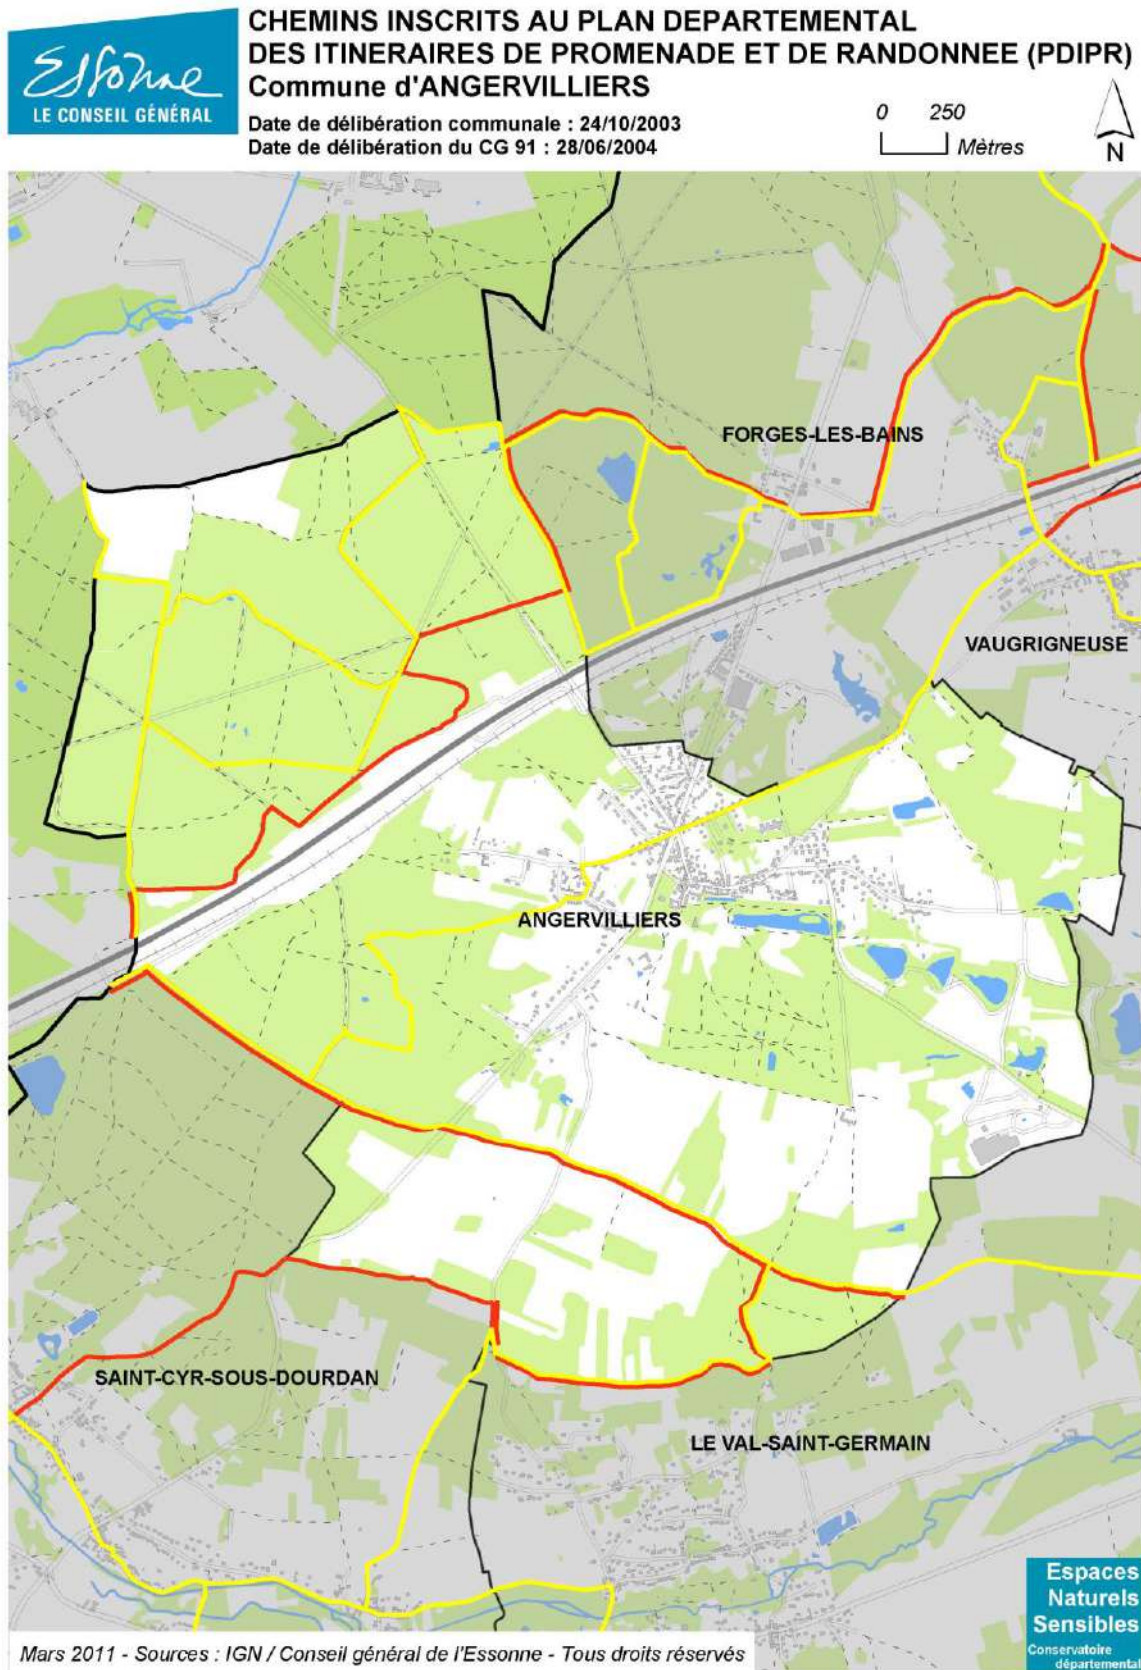 Essonne
LE CONSEIL GÉNÉRAL
CHEMINS INSCRITS AU PLAN DEPARTEMENTAL
DES ITINERAIRES DE PROMENADE ET DE RANDONNEE (PDIPR)
Commune d'ANGERVILLIERS
Date de délibération communale : 24/10/2003
Date de délibération du CG 91 : 28/06/2004
0 250
Mètres
N
FORGES-LES-BAINS
VAUGRIGNEUSE
ANGERVILLIERS
SAINT-CYR-SOUS-DOURDAN
LE VAL-SAINT-GERMAIN
Espaces
Naturels
Sensibles
Conservatoire
départemental
Mars 2011 - Sources : IGN / Conseil général de l'Essonne - Tous droits réservés